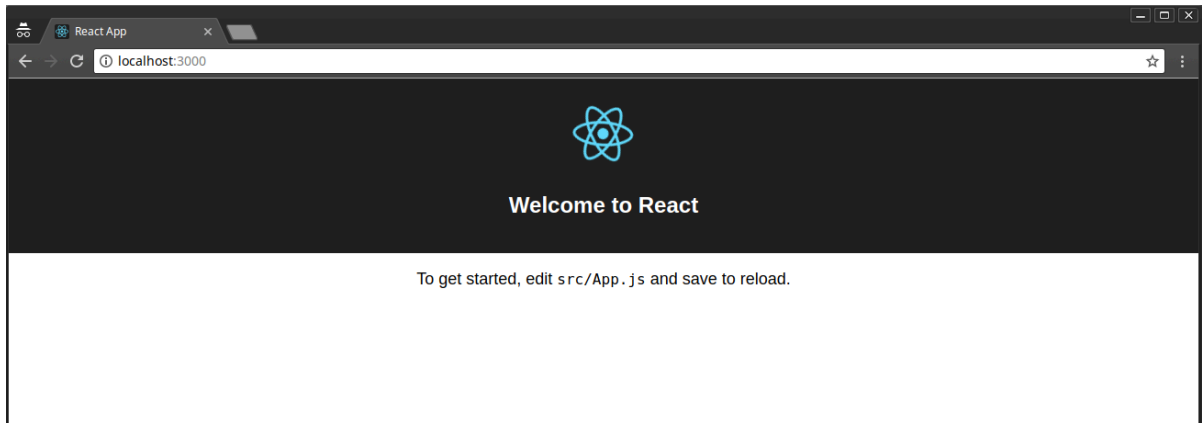 React App
localhost:3000
Welcome to React
To get started, edit src/App.js and save to reload.